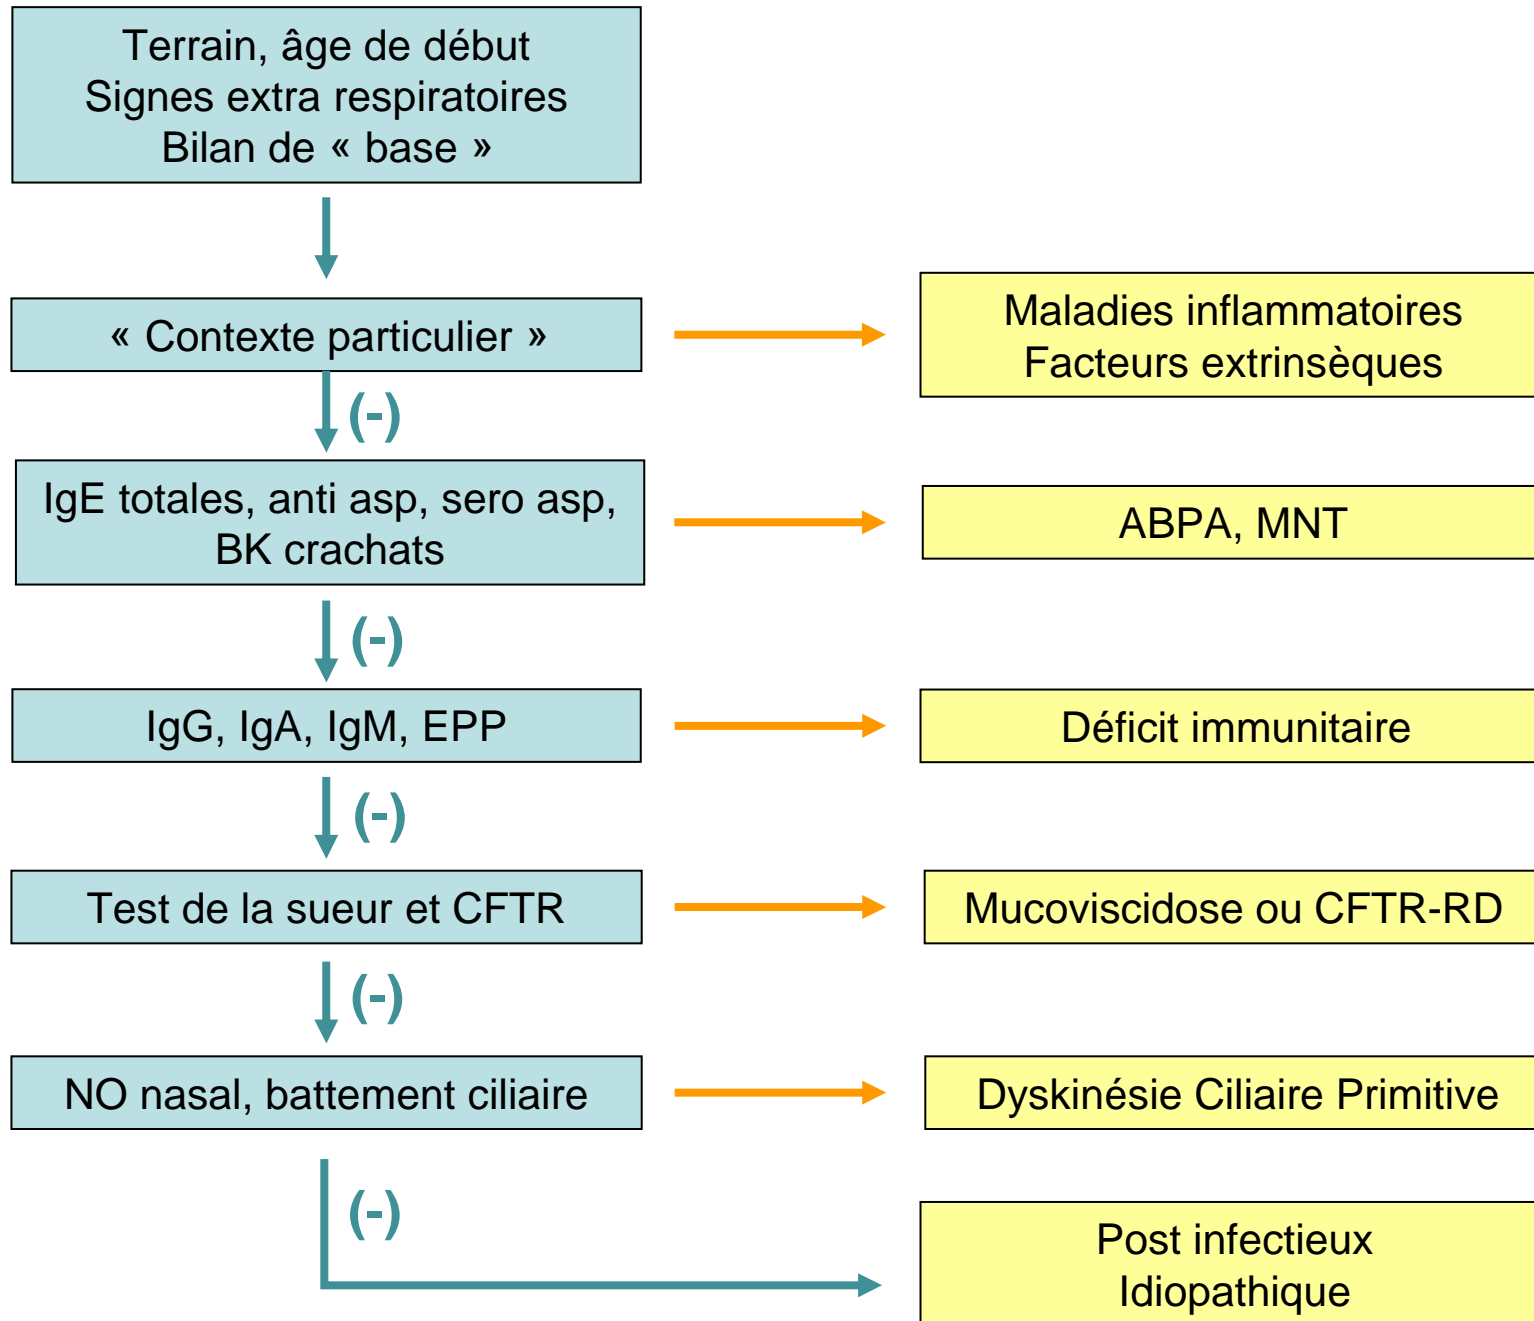 Terrain, âge de début
Signes extra respiratoires
Bilan de « base »
« Contexte particulier »
Maladies inflammatoires
Facteurs extrinsèques
(-)
IgE totales, anti asp, sero asp,
BK crachats
ABPA, MNT
(-)
IgG, IgA, IgM, EPP
Déficit immunitaire
(-)
Test de la sueur et CFTR
Mucoviscidose ou CFTR-RD
(-)
NO nasal, battement ciliaire
Dyskinésie Ciliaire Primitive
(-)
Post infectieux
Idiopathique